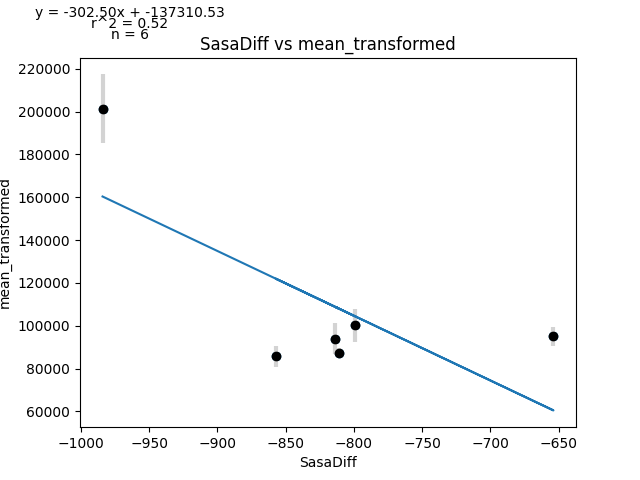 y = -302.50x + -137310.53
r^2 = 0.52
n = 6
SasaDiff vs mean_transformed
220000
200000
180000
160000
140000
120000
100000
80000
60000
mean_transformed
−1000
−950
−900
−850
−800
−750
−700
−650
SasaDiff